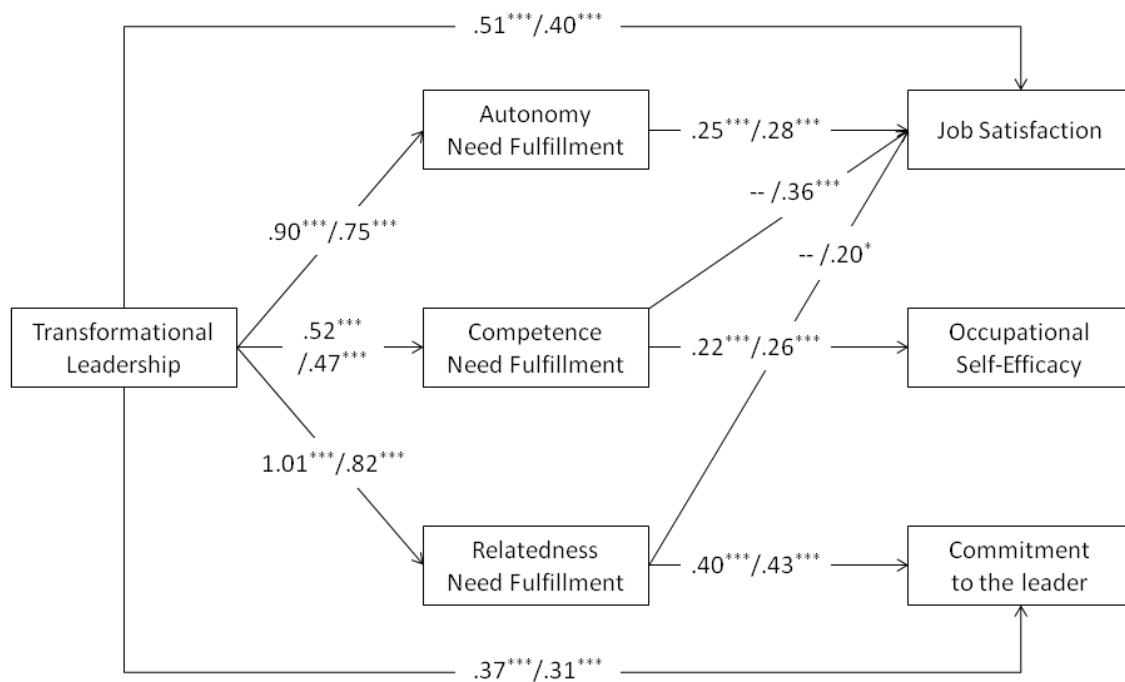 .51***/.40***
Autonomy
Need Fulfillment
.25***/.28***
Job Satisfaction
-- /.36***
.90***/.75***
-- /.20*
Transformational
Leadership
.52***
/.47***
Competence
Need Fulfillment
.22***/.26***
Occupational
Self-Efficacy
1.01***/.82***
Relatedness
Need Fulfillment
.40***/.43***
Commitment
to the leader
.37***/.31***